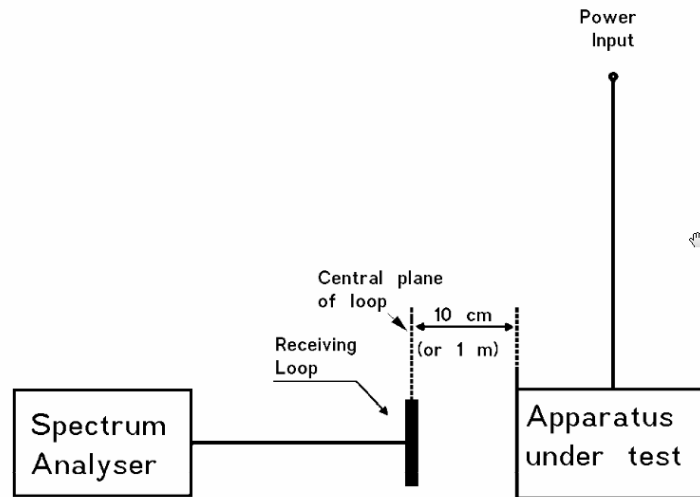 Power
Input
Central plane
of loop
10 cm
(or 1 m)
Receiving
Loop
Spectrum
Analyser
Apparatus
under test